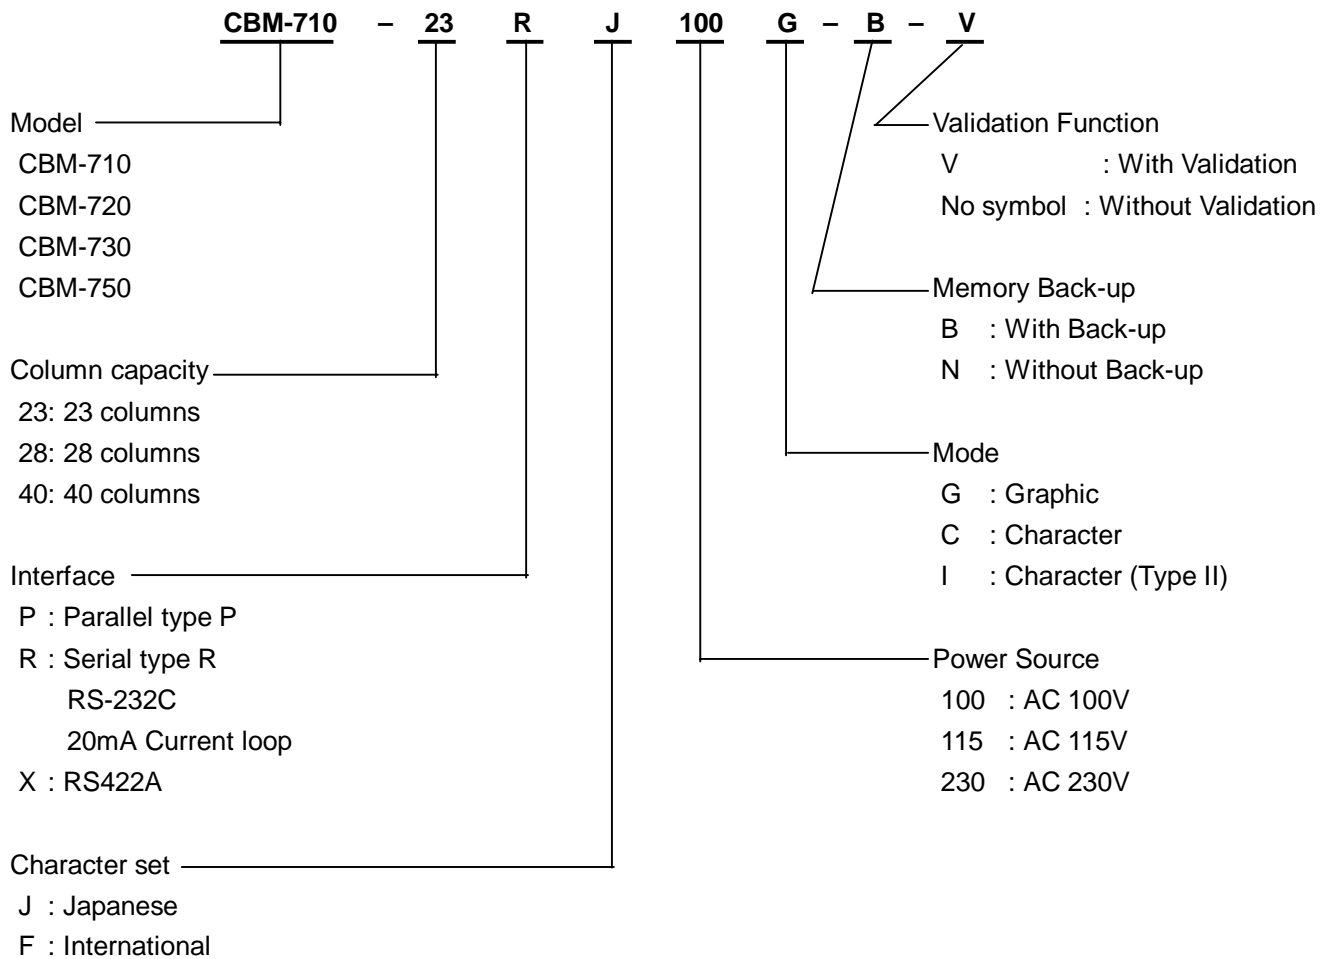 CBM-710 – 23 R J 100 G – B – V
Model
CBM-710
CBM-720
CBM-730
CBM-750
Column capacity
23: 23 columns
28: 28 columns
40: 40 columns
Interface
P : Parallel type P
R : Serial type R
RS-232C
20mA Current loop
X : RS422A
Character set
J : Japanese
F : International
Validation Function
V : With Validation
No symbol : Without Validation
Memory Back-up
B : With Back-up
N : Without Back-up
Mode
G : Graphic
C : Character
I : Character (Type II)
Power Source
100 : AC 100V
115 : AC 115V
230 : AC 230V